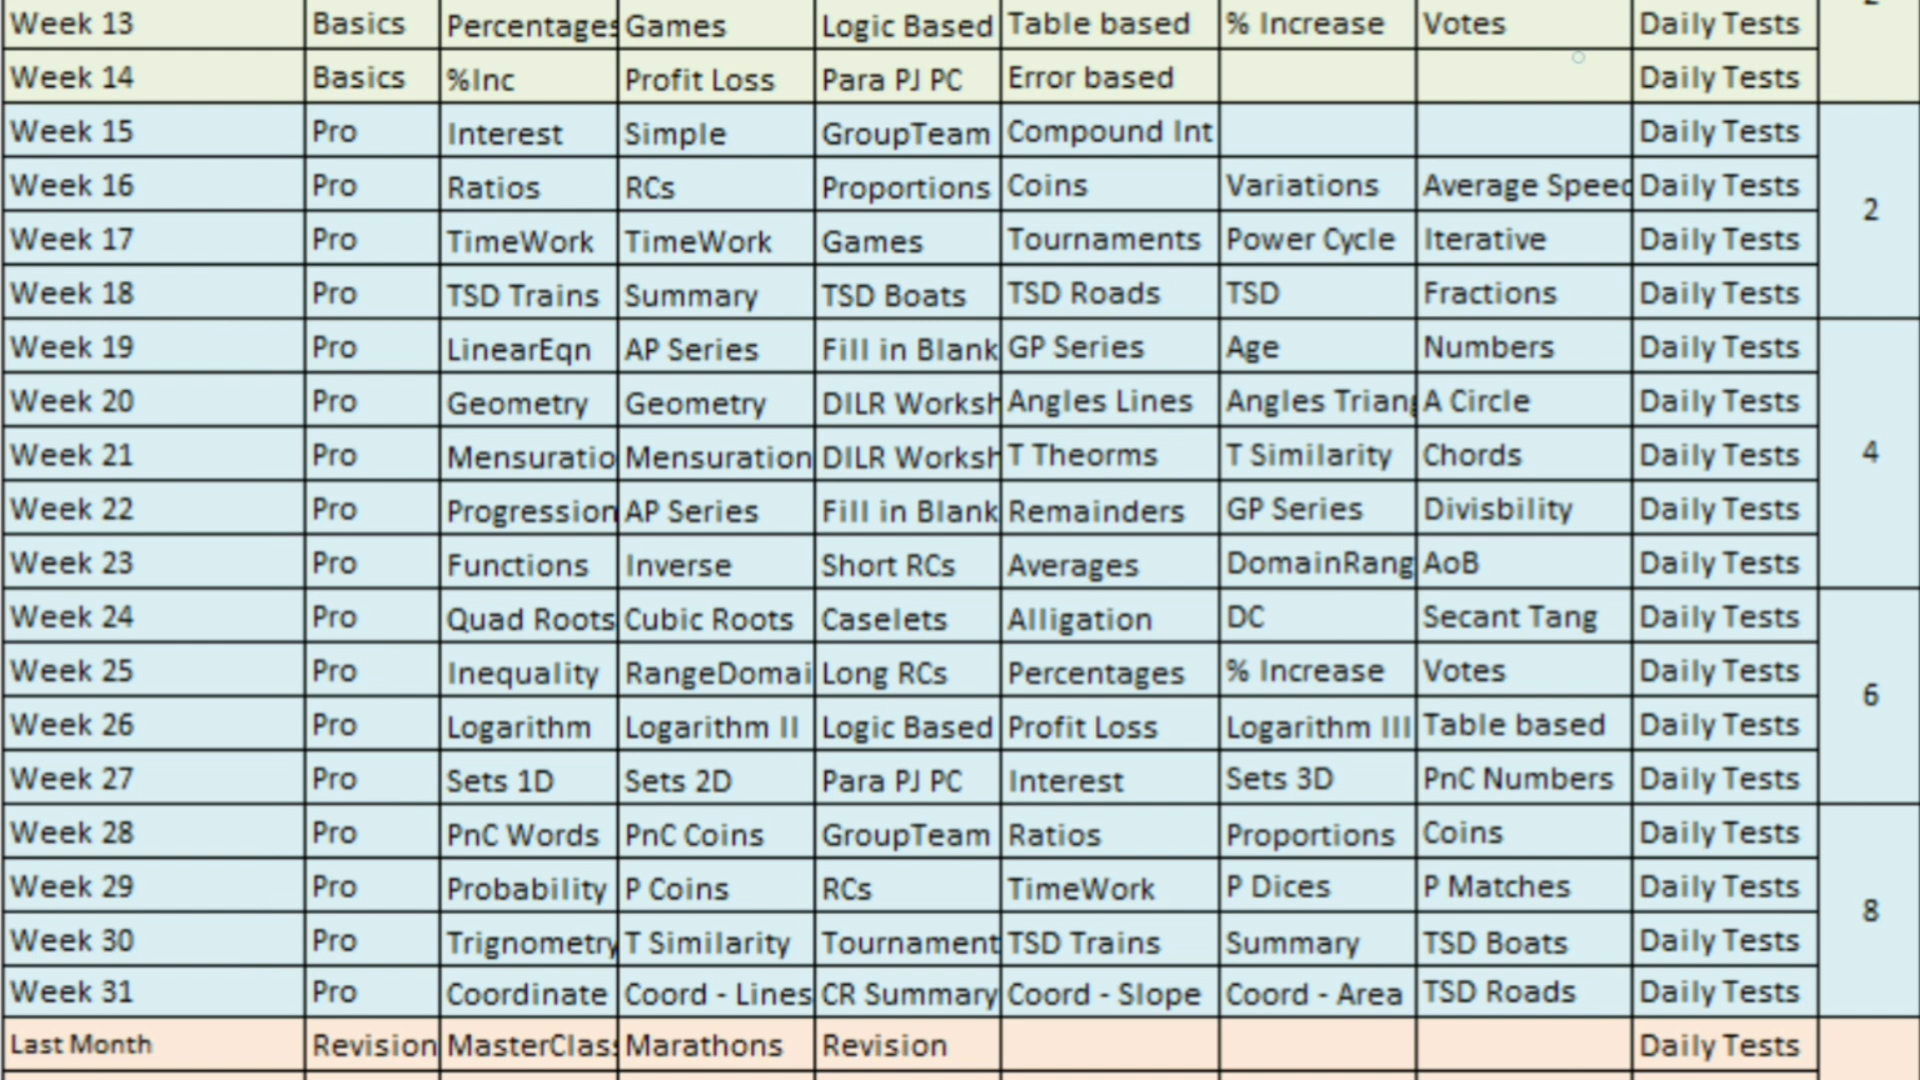 Week 13 Basics Percentages Games Logic Based Table based % Increase Votes Daily Tests
Week 14 Basics %Inc Profit Loss Para PJ PC Error based Daily Tests
Week 15 Pro Interest Simple GroupTeam Compound Int Daily Tests
Week 16 Pro Ratios RCs Proportions Coins Variations Average Speed Daily Tests 2
Week 17 Pro TimeWork TimeWork Games Tournaments Power Cycle Iterative Daily Tests
Week 18 Pro TSD Trains Summary TSD Boats TSD Roads TSD Fractions Daily Tests
Week 19 Pro LinearEqn AP Series Fill in Blank GP Series Age Numbers Daily Tests
Week 20 Pro Geometry Geometry DILR Worksh Angles Lines Angles Triang A Circle Daily Tests
Week 21 Pro Mensuratio Mensuration DILR Worksh T Theorms T Similarity Chords Daily Tests 4
Week 22 Pro Progression AP Series Fill in Blank Remainders GP Series Divisbility Daily Tests
Week 23 Pro Functions Inverse Short RCs Averages DomainRang AoB Daily Tests
Week 24 Pro Quad Roots Cubic Roots Caselets Alligation DC Secant Tang Daily Tests
Week 25 Pro Inequality RangeDomai Long RCs Percentages % Increase Votes Daily Tests 6
Week 26 Pro Logarithm Logarithm II Logic Based Profit Loss Logarithm III Table based Daily Tests
Week 27 Pro Sets 1D Sets 2D Para PJ PC Interest Sets 3D PnC Numbers Daily Tests
Week 28 Pro PnC Words PnC Coins GroupTeam Ratios Proportions Coins Daily Tests
Week 29 Pro Probability P Coins RCs TimeWork P Dices P Matches Daily Tests 8
Week 30 Pro Trignometry T Similarity Tournament TSD Trains Summary TSD Boats Daily Tests
Week 31 Pro Coordinate Coord - Lines CR Summary Coord - Slope Coord - Area TSD Roads Daily Tests
Last Month Revision MasterClas Marathons Revision Daily Tests